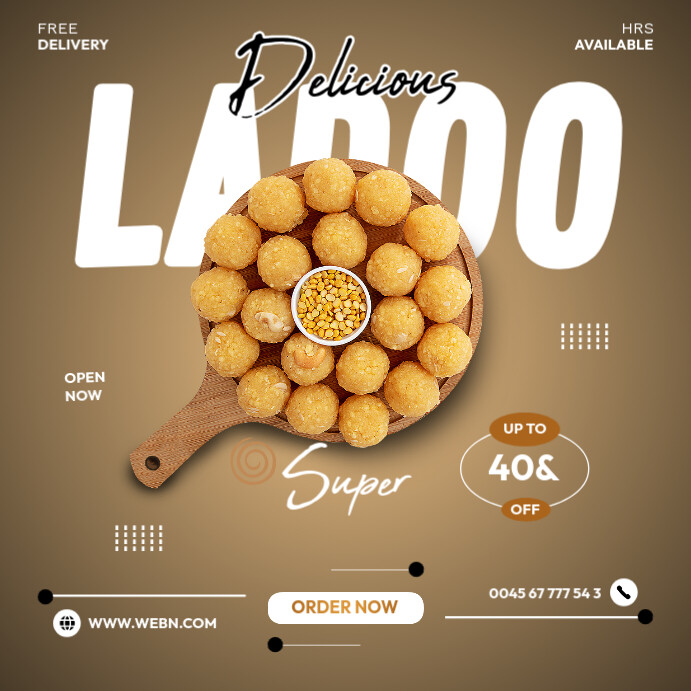 FREE
DELIVERY
HRS
AVAILABLE
Delicious
LADOO
OPEN
NOW
Super
UP TO
40&
OFF
0045 67 777 54 3
ORDER NOW
WWW.WEBN.COM